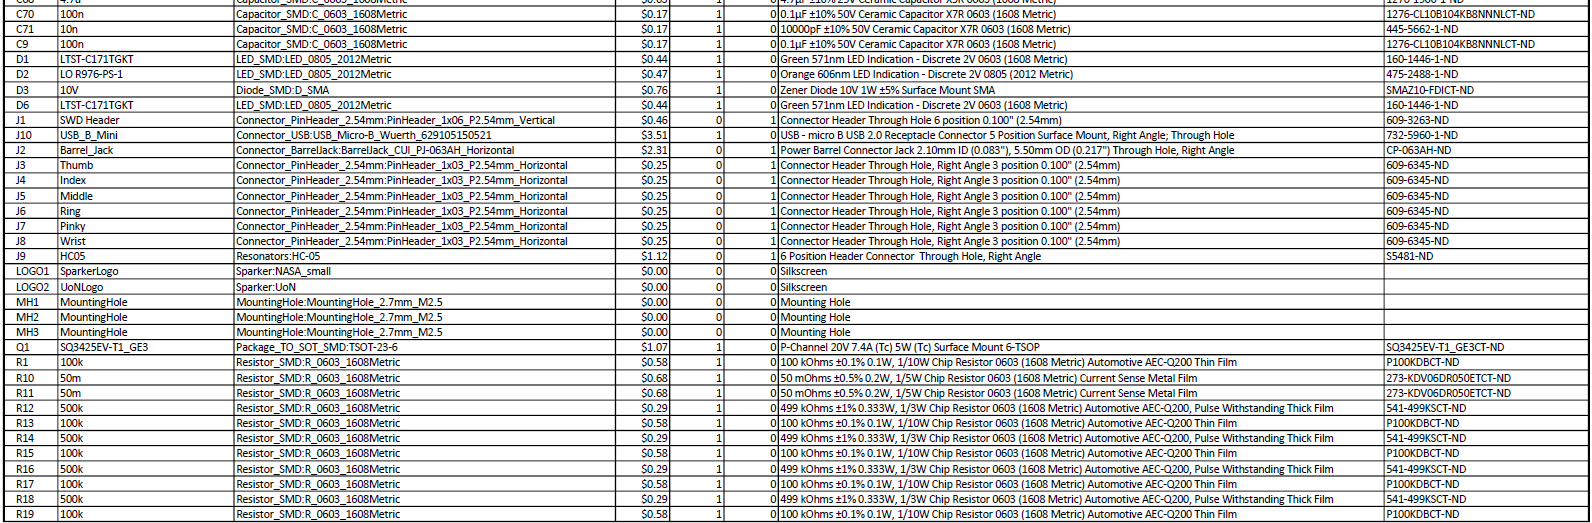 C68 4.7u Capacitor_SMD:C_0603_1608Metric $0.63 1 0 4.7µF ±10% 25V Ceramic Capacitor X5R 0603 (1608 Metric)
C70 100n Capacitor_SMD:C_0603_1608Metric $0.17 1 0 0.1µF ±10% 50V Ceramic Capacitor X7R 0603 (1608 Metric) 1276-CL10B104KB8NNNLCT-ND
C71 10n Capacitor_SMD:C_0603_1608Metric $0.17 1 0 10000pF ±10% 50V Ceramic Capacitor X7R 0603 (1608 Metric) 445-5662-1-ND
C9 100n Capacitor_SMD:C_0603_1608Metric $0.17 1 0 0.1µF ±10% 50V Ceramic Capacitor X7R 0603 (1608 Metric) 1276-CL10B104KB8NNNLCT-ND
D1 LTST-C171TGKT LED_SMD:LED_0805_2012Metric $0.44 1 0 Green 571nm LED Indication - Discrete 2V 0603 (1608 Metric) 160-1446-1-ND
D2 LO R976-PS-1 LED_SMD:LED_0805_2012Metric $0.47 1 0 Orange 606nm LED Indication - Discrete 2V 0805 (2012 Metric) 475-2488-1-ND
D3 10V Diode_SMD:D_SMA $0.76 1 0 Zener Diode 10V 1W ±5% Surface Mount SMA SMAZ10-FDICT-ND
D6 LTST-C171TGKT LED_SMD:LED_0805_2012Metric $0.44 1 0 Green 571nm LED Indication - Discrete 2V 0603 (1608 Metric) 160-1446-1-ND
J1 SWD Header Connector_PinHeader_2.54mm:PinHeader_1x06_P2.54mm_Vertical $0.46 0 1 Connector Header Through Hole 6 position 0.100" (2.54mm) 609-3263-ND
J10 USB_B_Mini Connector_USB:USB_Micro-B_Wuerth_629105150521 $3.51 1 0 USB - micro B USB 2.0 Receptacle Connector 5 Position Surface Mount, Right Angle; Through Hole 732-5960-1-ND
J2 Barrel_Jack Connector_BarrelJack:BarrelJack_CUI_PJ-063AH_Horizontal $2.31 0 1 Power Barrel Connector Jack 2.10mm ID (0.083"), 5.50mm OD (0.217") Through Hole, Right Angle CP-063AH-ND
J3 Thumb Connector_PinHeader_2.54mm:PinHeader_1x03_P2.54mm_Horizontal $0.25 0 1 Connector Header Through Hole, Right Angle 3 position 0.100" (2.54mm) 609-6345-ND
J4 Index Connector_PinHeader_2.54mm:PinHeader_1x03_P2.54mm_Horizontal $0.25 0 1 Connector Header Through Hole, Right Angle 3 position 0.100" (2.54mm) 609-6345-ND
J5 Middle Connector_PinHeader_2.54mm:PinHeader_1x03_P2.54mm_Horizontal $0.25 0 1 Connector Header Through Hole, Right Angle 3 position 0.100" (2.54mm) 609-6345-ND
J6 Ring Connector_PinHeader_2.54mm:PinHeader_1x03_P2.54mm_Horizontal $0.25 0 1 Connector Header Through Hole, Right Angle 3 position 0.100" (2.54mm) 609-6345-ND
J7 Pinky Connector_PinHeader_2.54mm:PinHeader_1x03_P2.54mm_Horizontal $0.25 0 1 Connector Header Through Hole, Right Angle 3 position 0.100" (2.54mm) 609-6345-ND
J8 Wrist Connector_PinHeader_2.54mm:PinHeader_1x03_P2.54mm_Horizontal $0.25 0 1 Connector Header Through Hole, Right Angle 3 position 0.100" (2.54mm) 609-6345-ND
J9 HC05 Resonators:HC-05 $1.12 0 1 6 Position Header Connector Through Hole, Right Angle S5481-ND
LOGO1 SparkerLogo Sparker:NASA_small $0.00 0 0 Silkscreen
LOGO2 UoNLogo Sparker:UoN $0.00 0 0 Silkscreen
MH1 MountingHole MountingHole:MountingHole_2.7mm_M2.5 $0.00 0 0 Mounting Hole
MH2 MountingHole MountingHole:MountingHole_2.7mm_M2.5 $0.00 0 0 Mounting Hole
MH3 MountingHole MountingHole:MountingHole_2.7mm_M2.5 $0.00 0 0 Mounting Hole
Q1 SQ3425EV-T1_GE3 Package_TO_SOT_SMD:TSOT-23-6 $1.07 1 0 P-Channel 20V 7.4A (Tc) 5W (Tc) Surface Mount 6-TSOP SQ3425EV-T1_GE3CT-ND
R1 100k Resistor_SMD:R_0603_1608Metric $0.58 1 0 100 kOhms ±0.1% 0.1W, 1/10W Chip Resistor 0603 (1608 Metric) Automotive AEC-Q200 Thin Film P100KDBCT-ND
R10 50m Resistor_SMD:R_0603_1608Metric $0.68 1 0 50 mOhms ±0.5% 0.2W, 1/5W Chip Resistor 0603 (1608 Metric) Current Sense Metal Film 273-KDV06DR050ETCT-ND
R11 50m Resistor_SMD:R_0603_1608Metric $0.68 1 0 50 mOhms ±0.5% 0.2W, 1/5W Chip Resistor 0603 (1608 Metric) Current Sense Metal Film 273-KDV06DR050ETCT-ND
R12 500k Resistor_SMD:R_0603_1608Metric $0.29 1 0 499 kOhms ±1% 0.333W, 1/3W Chip Resistor 0603 (1608 Metric) Automotive AEC-Q200, Pulse Withstanding Thick Film 541-499KSCT-ND
R13 100k Resistor_SMD:R_0603_1608Metric $0.58 1 0 100 kOhms ±0.1% 0.1W, 1/10W Chip Resistor 0603 (1608 Metric) Automotive AEC-Q200 Thin Film P100KDBCT-ND
R14 500k Resistor_SMD:R_0603_1608Metric $0.29 1 0 499 kOhms ±1% 0.333W, 1/3W Chip Resistor 0603 (1608 Metric) Automotive AEC-Q200, Pulse Withstanding Thick Film 541-499KSCT-ND
R15 100k Resistor_SMD:R_0603_1608Metric $0.58 1 0 100 kOhms ±0.1% 0.1W, 1/10W Chip Resistor 0603 (1608 Metric) Automotive AEC-Q200 Thin Film P100KDBCT-ND
R16 500k Resistor_SMD:R_0603_1608Metric $0.29 1 0 499 kOhms ±1% 0.333W, 1/3W Chip Resistor 0603 (1608 Metric) Automotive AEC-Q200, Pulse Withstanding Thick Film 541-499KSCT-ND
R17 100k Resistor_SMD:R_0603_1608Metric $0.58 1 0 100 kOhms ±0.1% 0.1W, 1/10W Chip Resistor 0603 (1608 Metric) Automotive AEC-Q200 Thin Film P100KDBCT-ND
R18 500k Resistor_SMD:R_0603_1608Metric $0.29 1 0 499 kOhms ±1% 0.333W, 1/3W Chip Resistor 0603 (1608 Metric) Automotive AEC-Q200, Pulse Withstanding Thick Film 541-499KSCT-ND
R19 100k Resistor_SMD:R_0603_1608Metric $0.58 1 0 100 kOhms ±0.1% 0.1W, 1/10W Chip Resistor 0603 (1608 Metric) Automotive AEC-Q200 Thin Film P100KDBCT-ND